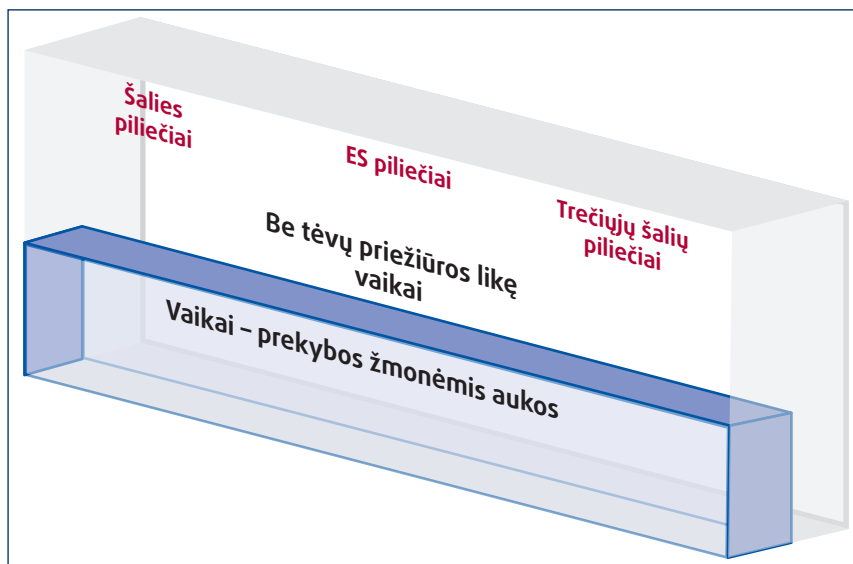 Šalies
piliečiai
ES piliečiai
Trečiųjų šalių
piliečiai
Be tėvų priežiūros likę
vaikai
Vaikai – prekybos žmonėmis aukos